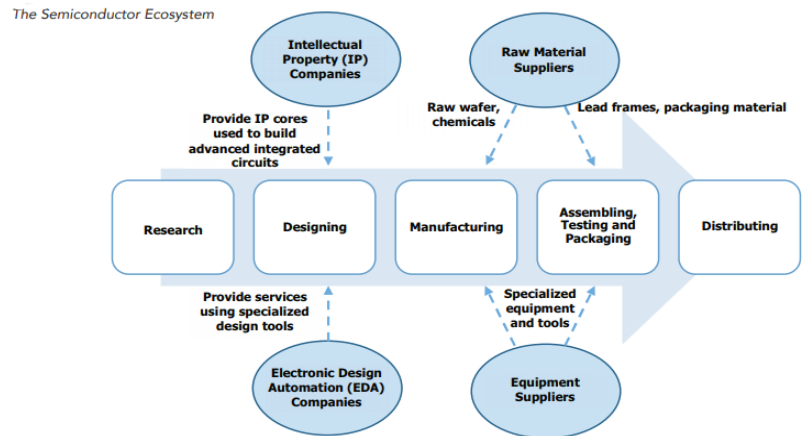 The Semiconductor Ecosystem
Intellectual
Property (IP)
Companies
Raw Material
Suppliers
Provide IP cores
used to build
advanced integrated
circuits
Raw wafer,
chemicals
Lead frames, packaging material
Research
Designing
Manufacturing
Assembling,
Testing and
Packaging
Distributing
Provide services
using specialized
design tools
Specialized
equipment
and tools
Electronic Design
Automation (EDA)
Companies
Equipment
Suppliers